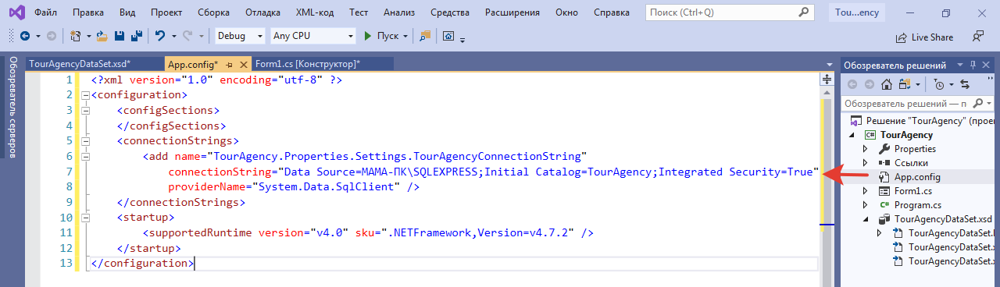 Файл Правка Вид Проект Сборка Отладка XML-код Тест Анализ Средства Расширения Окно Справка Поиск (Ctrl+Q) Tou...ency
Debug Any CPU Пуск Live Share
TourAgencyDataSet.xsd* App.config* Form1.cs [Конструктор]*
Обозреватель серверов
1 <?xml version="1.0" encoding="utf-8" ?>
2 <configuration>
3 <configSections>
4 </configSections>
5 <connectionStrings>
6 <add name="TourAgency.Properties.Settings.TourAgencyConnectionString"
7 connectionString="Data Source=МАМА-ПК\SQLEXPRESS;Initial Catalog=TourAgency;Integrated Security=True"
8 providerName="System.Data.SqlClient" />
9 </connectionStrings>
10 <startup>
11 <supportedRuntime version="v4.0" sku=".NETFramework,Version=v4.7.2" />
12 </startup>
13 </configuration>
Обозреватель решений
Обозреватель решений — п
Решение "TourAgency" (прое
TourAgency
Properties
Ссылки
App.config
Form1.cs
Program.cs
TourAgencyDataSet.xsd
TourAgencyDataSet.
TourAgencyDataSet.x
TourAgencyDataSet.x